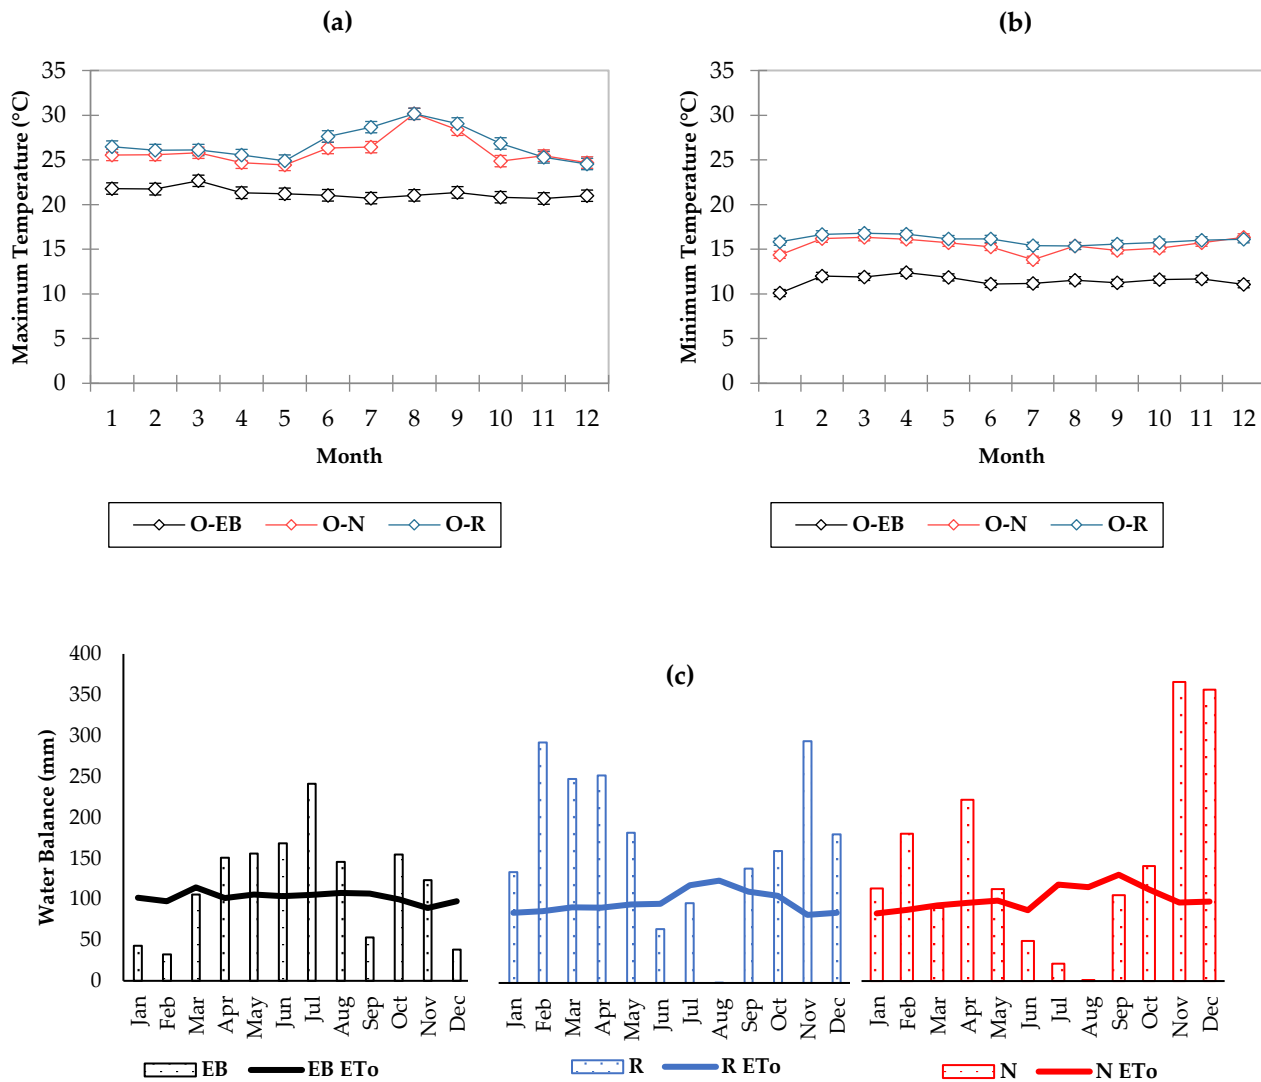 (a)
Maximum Temperature (°C)
35
30
25
20
15
10
5
0
1 2 3 4 5 6 7 8 9 10 11 12
Month
O-EB O-N O-R
(b)
Minimum Temperature (°C)
35
30
25
20
15
10
5
0
1 2 3 4 5 6 7 8 9 10 11 12
Month
O-EB O-N O-R
(c)
Water Balance (mm)
400
350
300
250
200
150
100
50
0
Jan Feb Mar Apr May Jun Jul Aug Sep Oct Nov Dec
EB EB ETo
Jan Feb Mar Apr May Jun Jul Aug Sep Oct Nov Dec
R R ETo
Jan Feb Mar Apr May Jun Jul Aug Sep Oct Nov Dec
N N ETo